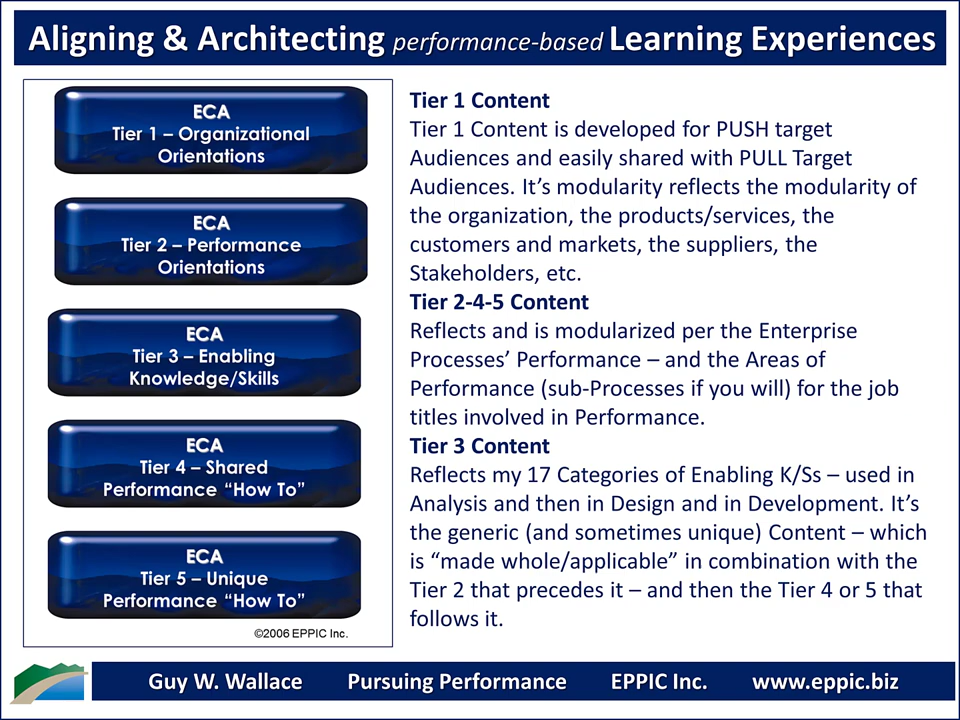 Aligning & Architecting performance-based Learning Experiences
ECA
Tier 1 – Organizational
Orientations
ECA
Tier 2 – Performance
Orientations
ECA
Tier 3 – Enabling
Knowledge/Skills
ECA
Tier 4 – Shared
Performance “How To”
ECA
Tier 5 – Unique
Performance “How To”
©2006 EPPIC Inc.
Tier 1 Content
Tier 1 Content is developed for PUSH target
Audiences and easily shared with PULL Target
Audiences. It’s modularity reflects the modularity of
the organization, the products/services, the
customers and markets, the suppliers, the
Stakeholders, etc.
Tier 2-4-5 Content
Reflects and is modularized per the Enterprise
Processes’ Performance – and the Areas of
Performance (sub-Processes if you will) for the job
titles involved in Performance.
Tier 3 Content
Reflects my 17 Categories of Enabling K/Ss – used in
Analysis and then in Design and in Development. It’s
the generic (and sometimes unique) Content – which
is “made whole/applicable” in combination with the
Tier 2 that precedes it – and then the Tier 4 or 5 that
follows it.
Guy W. Wallace Pursuing Performance EPPIC Inc. www.eppic.biz